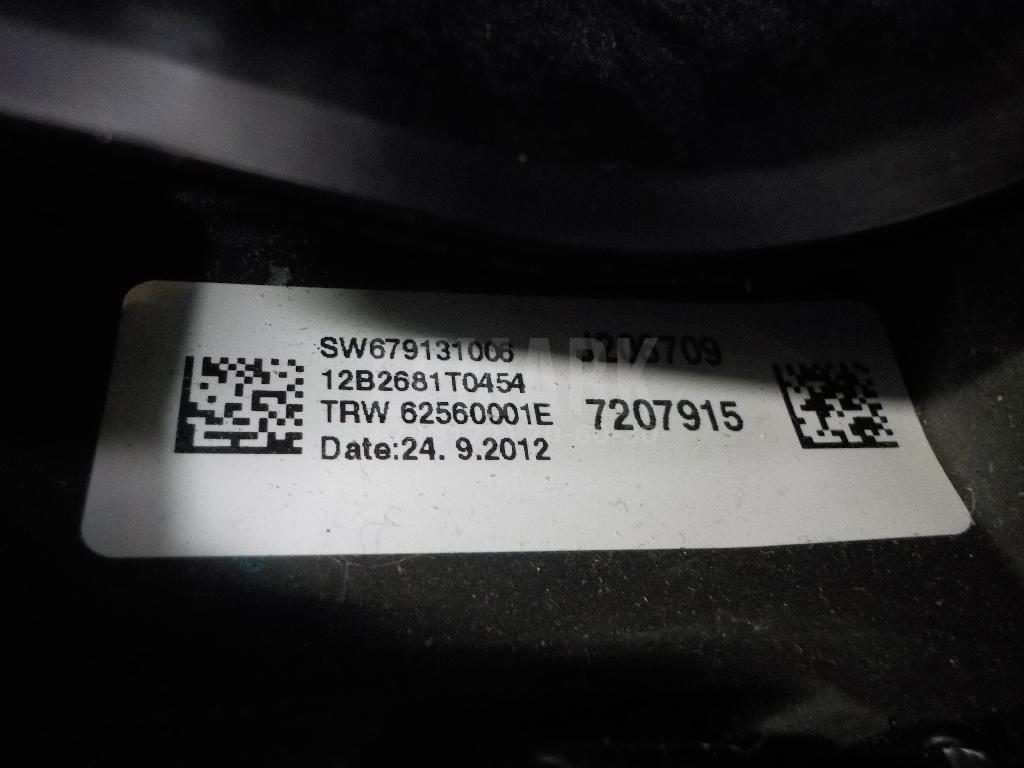 SW679131006
12B2681T0454
TRW 62560001E
7207915
Date:24. 9.2012